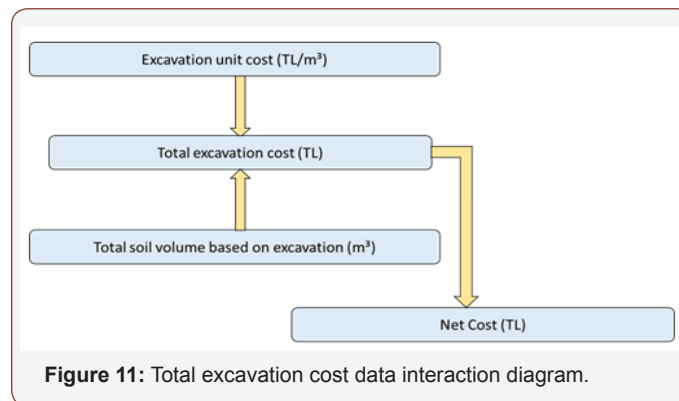 Excavation unit cost (TL/m³)
Total excavation cost (TL)
Total soil volume based on excavation (m³)
Net Cost (TL)
Figure 11: Total excavation cost data interaction diagram.